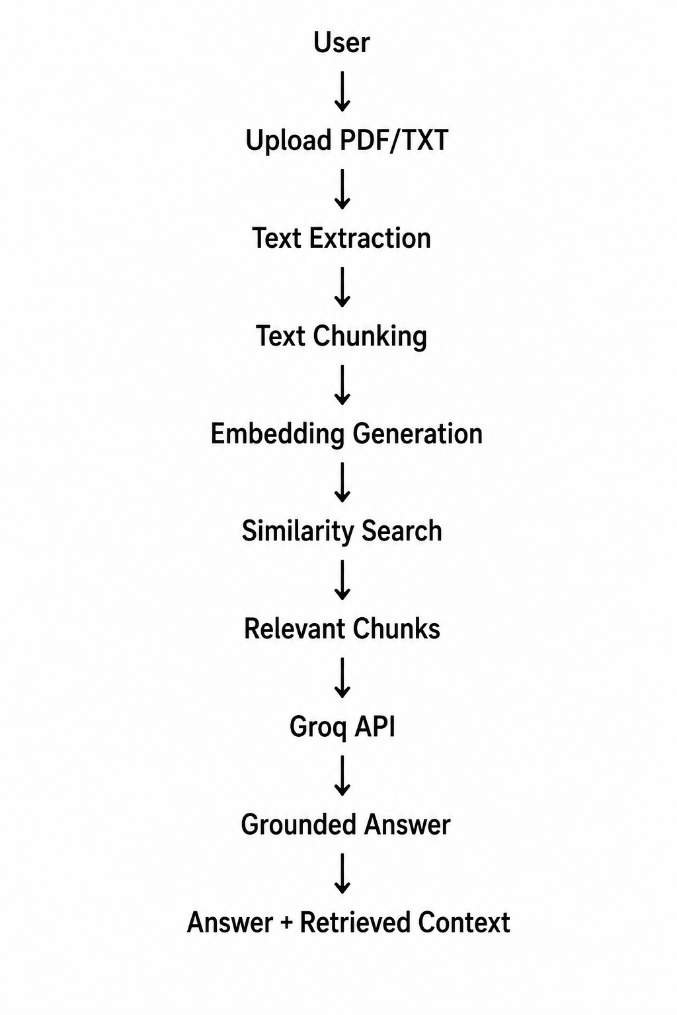 User
Upload PDF/TXT
Text Extraction
Text Chunking
Embedding Generation
Similarity Search
Relevant Chunks
Groq API
Grounded Answer
Answer + Retrieved Context